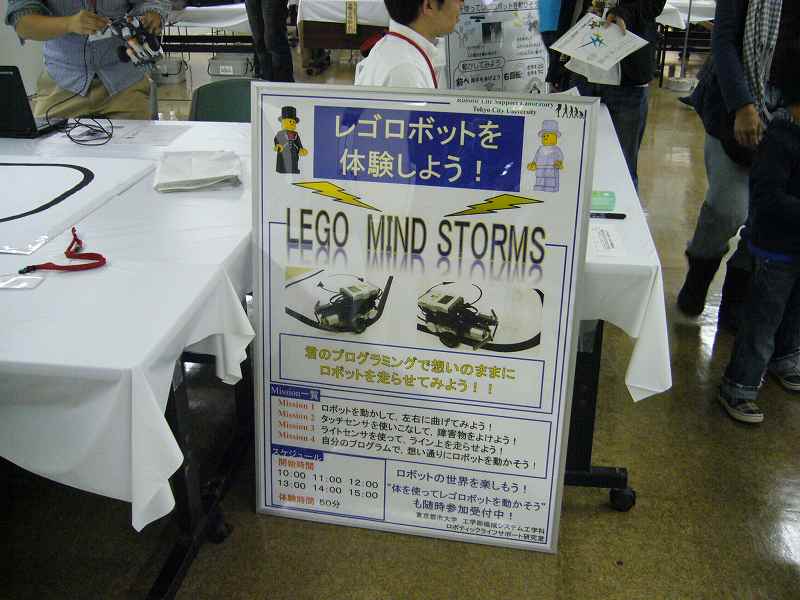 Robotic Life Support Laboratory
Tokyo City University
レゴロボットを
体験しよう！
LEGO MIND STORMS
君のプログラミングで想いのままに
ロボットを走らせてみよう！！
Mission一覧
Mission 1 ロボットを動かして、左右に曲げてみよう！
Mission 2 タッチセンサを使いこなして、障害物をよけよう！
Mission 3 ライトセンサを使って、ライン上を走らせよう！
Mission 4 自分のプログラムで、想い通りにロボットを動かそう！
スケジュール
開始時間
10:00 11:00 12:00
13:00 14:00 15:00
体験時間 50分
ロボットの世界を楽しもう！
"体を使ってレゴロボットを動かそう"
も随時参加受付中！
東京都市大学 工学部機械システム工学科
ロボティックライフサポート研究室